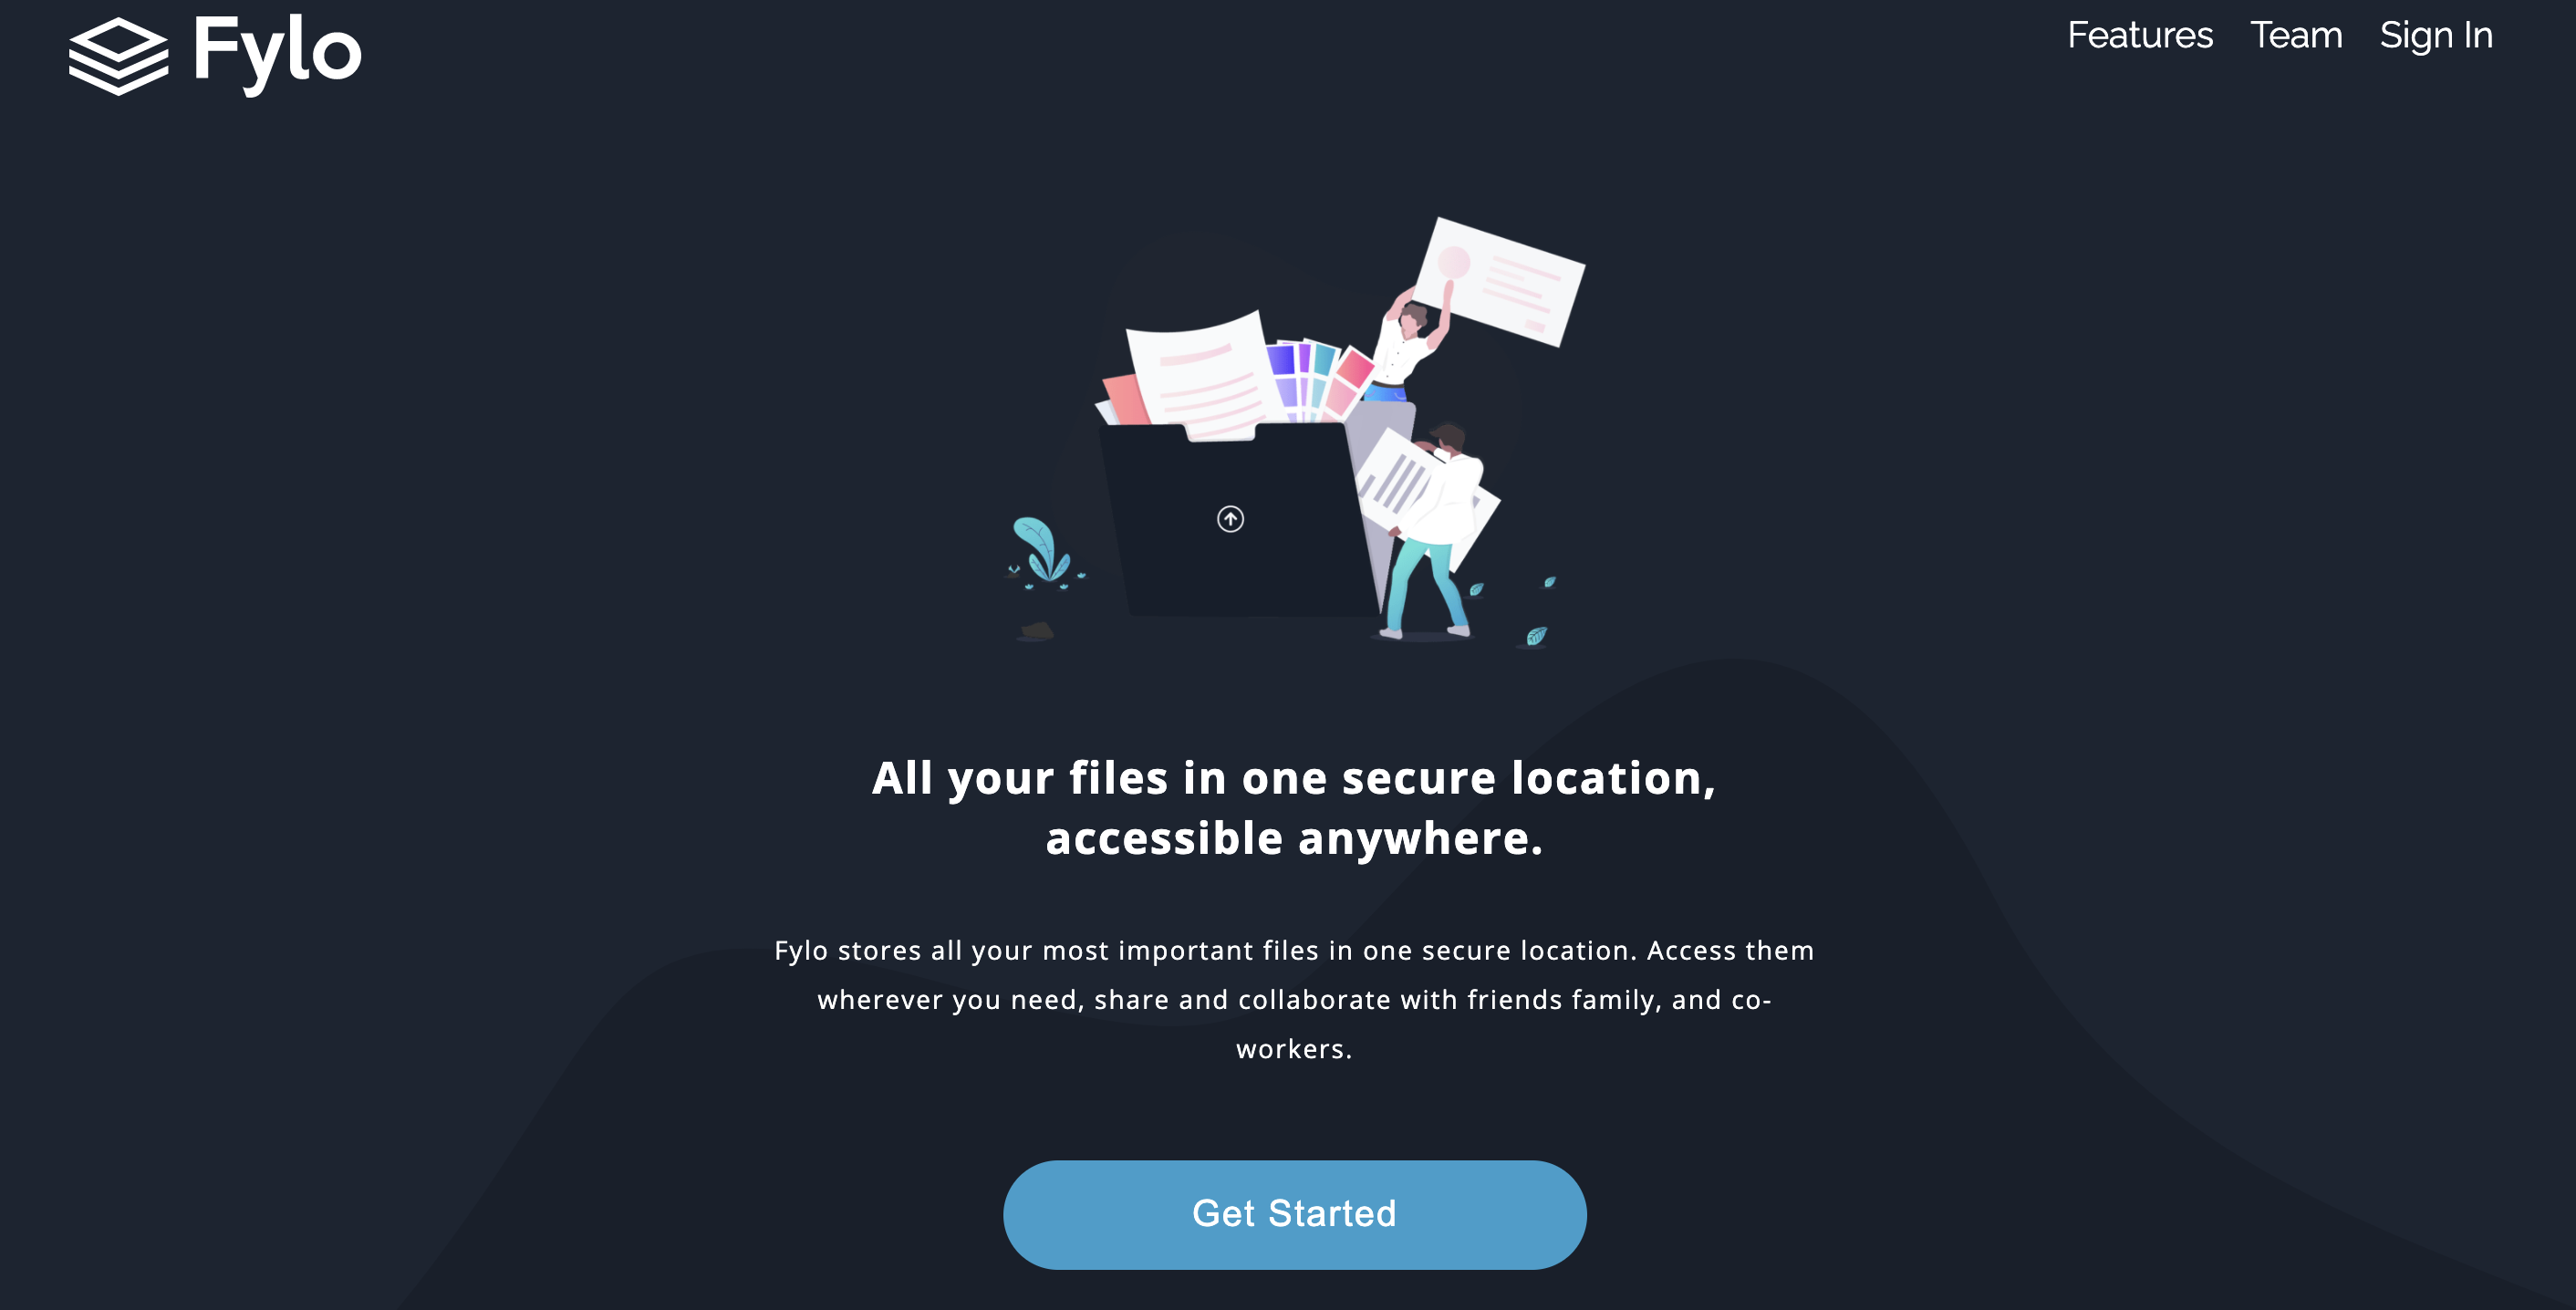 Fylo
Features
Team
Sign In
All your files in one secure location,
accessible anywhere.
Fylo stores all your most important files in one secure location. Access them
wherever you need, share and collaborate with friends family, and co-
workers.
Get Started